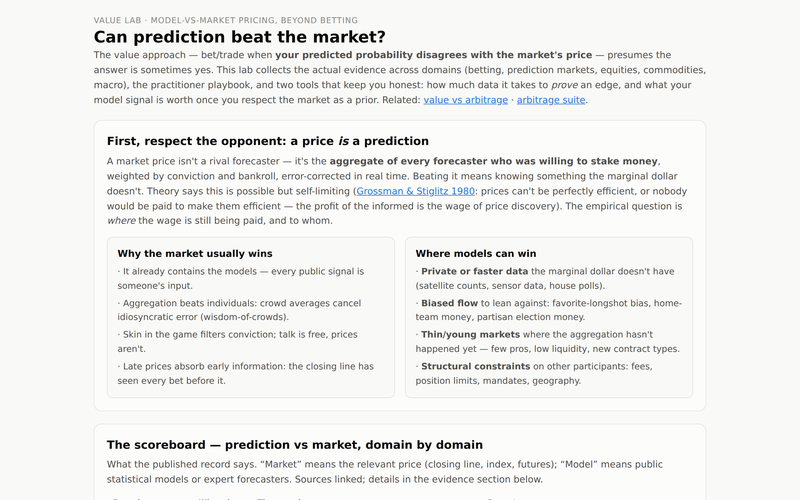 VALUE LAB · MODEL-VS-MARKET PRICING, BEYOND BETTING
Can prediction beat the market?
The value approach — bet/trade when your predicted probability disagrees with the market's price — presumes the
answer is sometimes yes. This lab collects the actual evidence across domains (betting, prediction markets, equities, commodities,
macro), the practitioner playbook, and two tools that keep you honest: how much data it takes to prove an edge, and what your
model signal is worth once you respect the market as a prior. Related: value vs arbitrage · arbitrage suite.
First, respect the opponent: a price is a prediction
A market price isn't a rival forecaster — it's the aggregate of every forecaster who was willing to stake money,
weighted by conviction and bankroll, error-corrected in real time. Beating it means knowing something the marginal dollar
doesn't. Theory says this is possible but self-limiting (Grossman & Stiglitz 1980: prices can't be perfectly efficient, or nobody
would be paid to make them efficient — the profit of the informed is the wage of price discovery). The empirical question is
where the wage is still being paid, and to whom.
Why the market usually wins
· It already contains the models — every public signal is
someone's input.
· Aggregation beats individuals: crowd averages cancel
idiosyncratic error (wisdom-of-crowds).
· Skin in the game filters conviction; talk is free, prices
aren't.
· Late prices absorb early information: the closing line has
seen every bet before it.
Where models can win
· Private or faster data the marginal dollar doesn't have
(satellite counts, sensor data, house polls).
· Biased flow to lean against: favorite-longshot bias, home-
team money, partisan election money.
· Thin/young markets where the aggregation hasn't
happened yet — few pros, low liquidity, new contract types.
· Structural constraints on other participants: fees,
position limits, mandates, geography.
The scoreboard — prediction vs market, domain by domain
What the published record says. “Market” means the relevant price (closing line, index, futures); “Model” means public
statistical models or expert forecasters. Sources linked; details in the evidence section below.